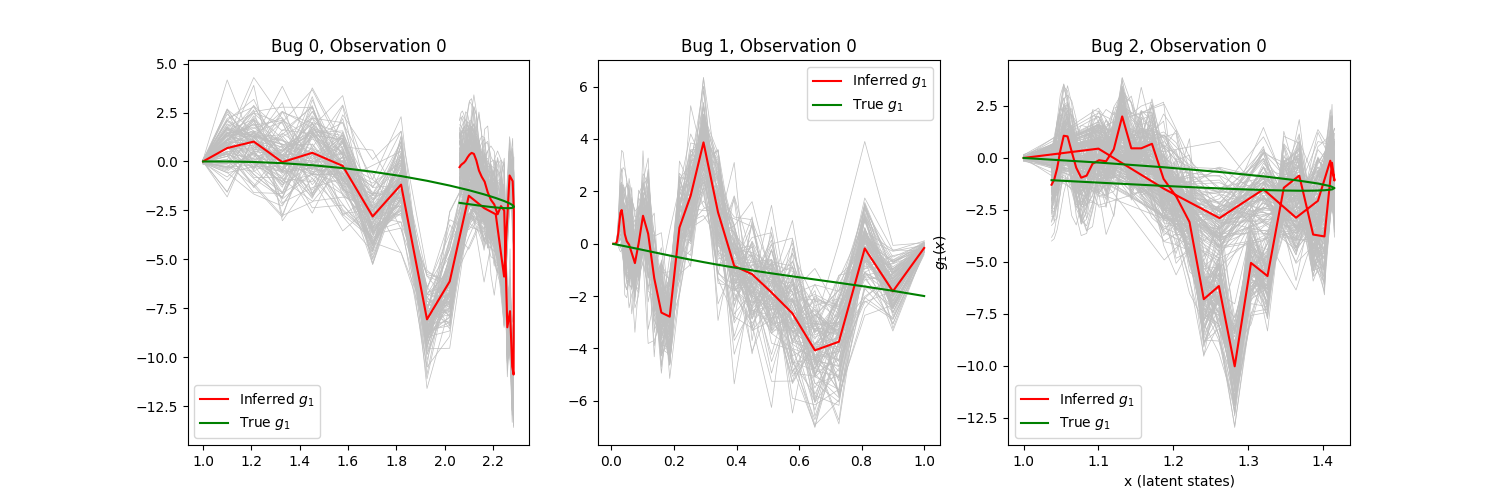 Bug 0, Observation 0
5.0
2.5
0.0
−2.5
−5.0
−7.5
−10.0
−12.5
1.0 1.2 1.4 1.6 1.8 2.0 2.2
Inferred g₁
True g₁
Bug 1, Observation 0
6
4
2
0
−2
−4
−6
0.0 0.2 0.4 0.6 0.8 1.0
Inferred g₁
True g₁
Bug 2, Observation 0
g₁(x)
2.5
0.0
−2.5
−5.0
−7.5
−10.0
−12.5
1.0 1.1 1.2 1.3 1.4
x (latent states)
Inferred g₁
True g₁